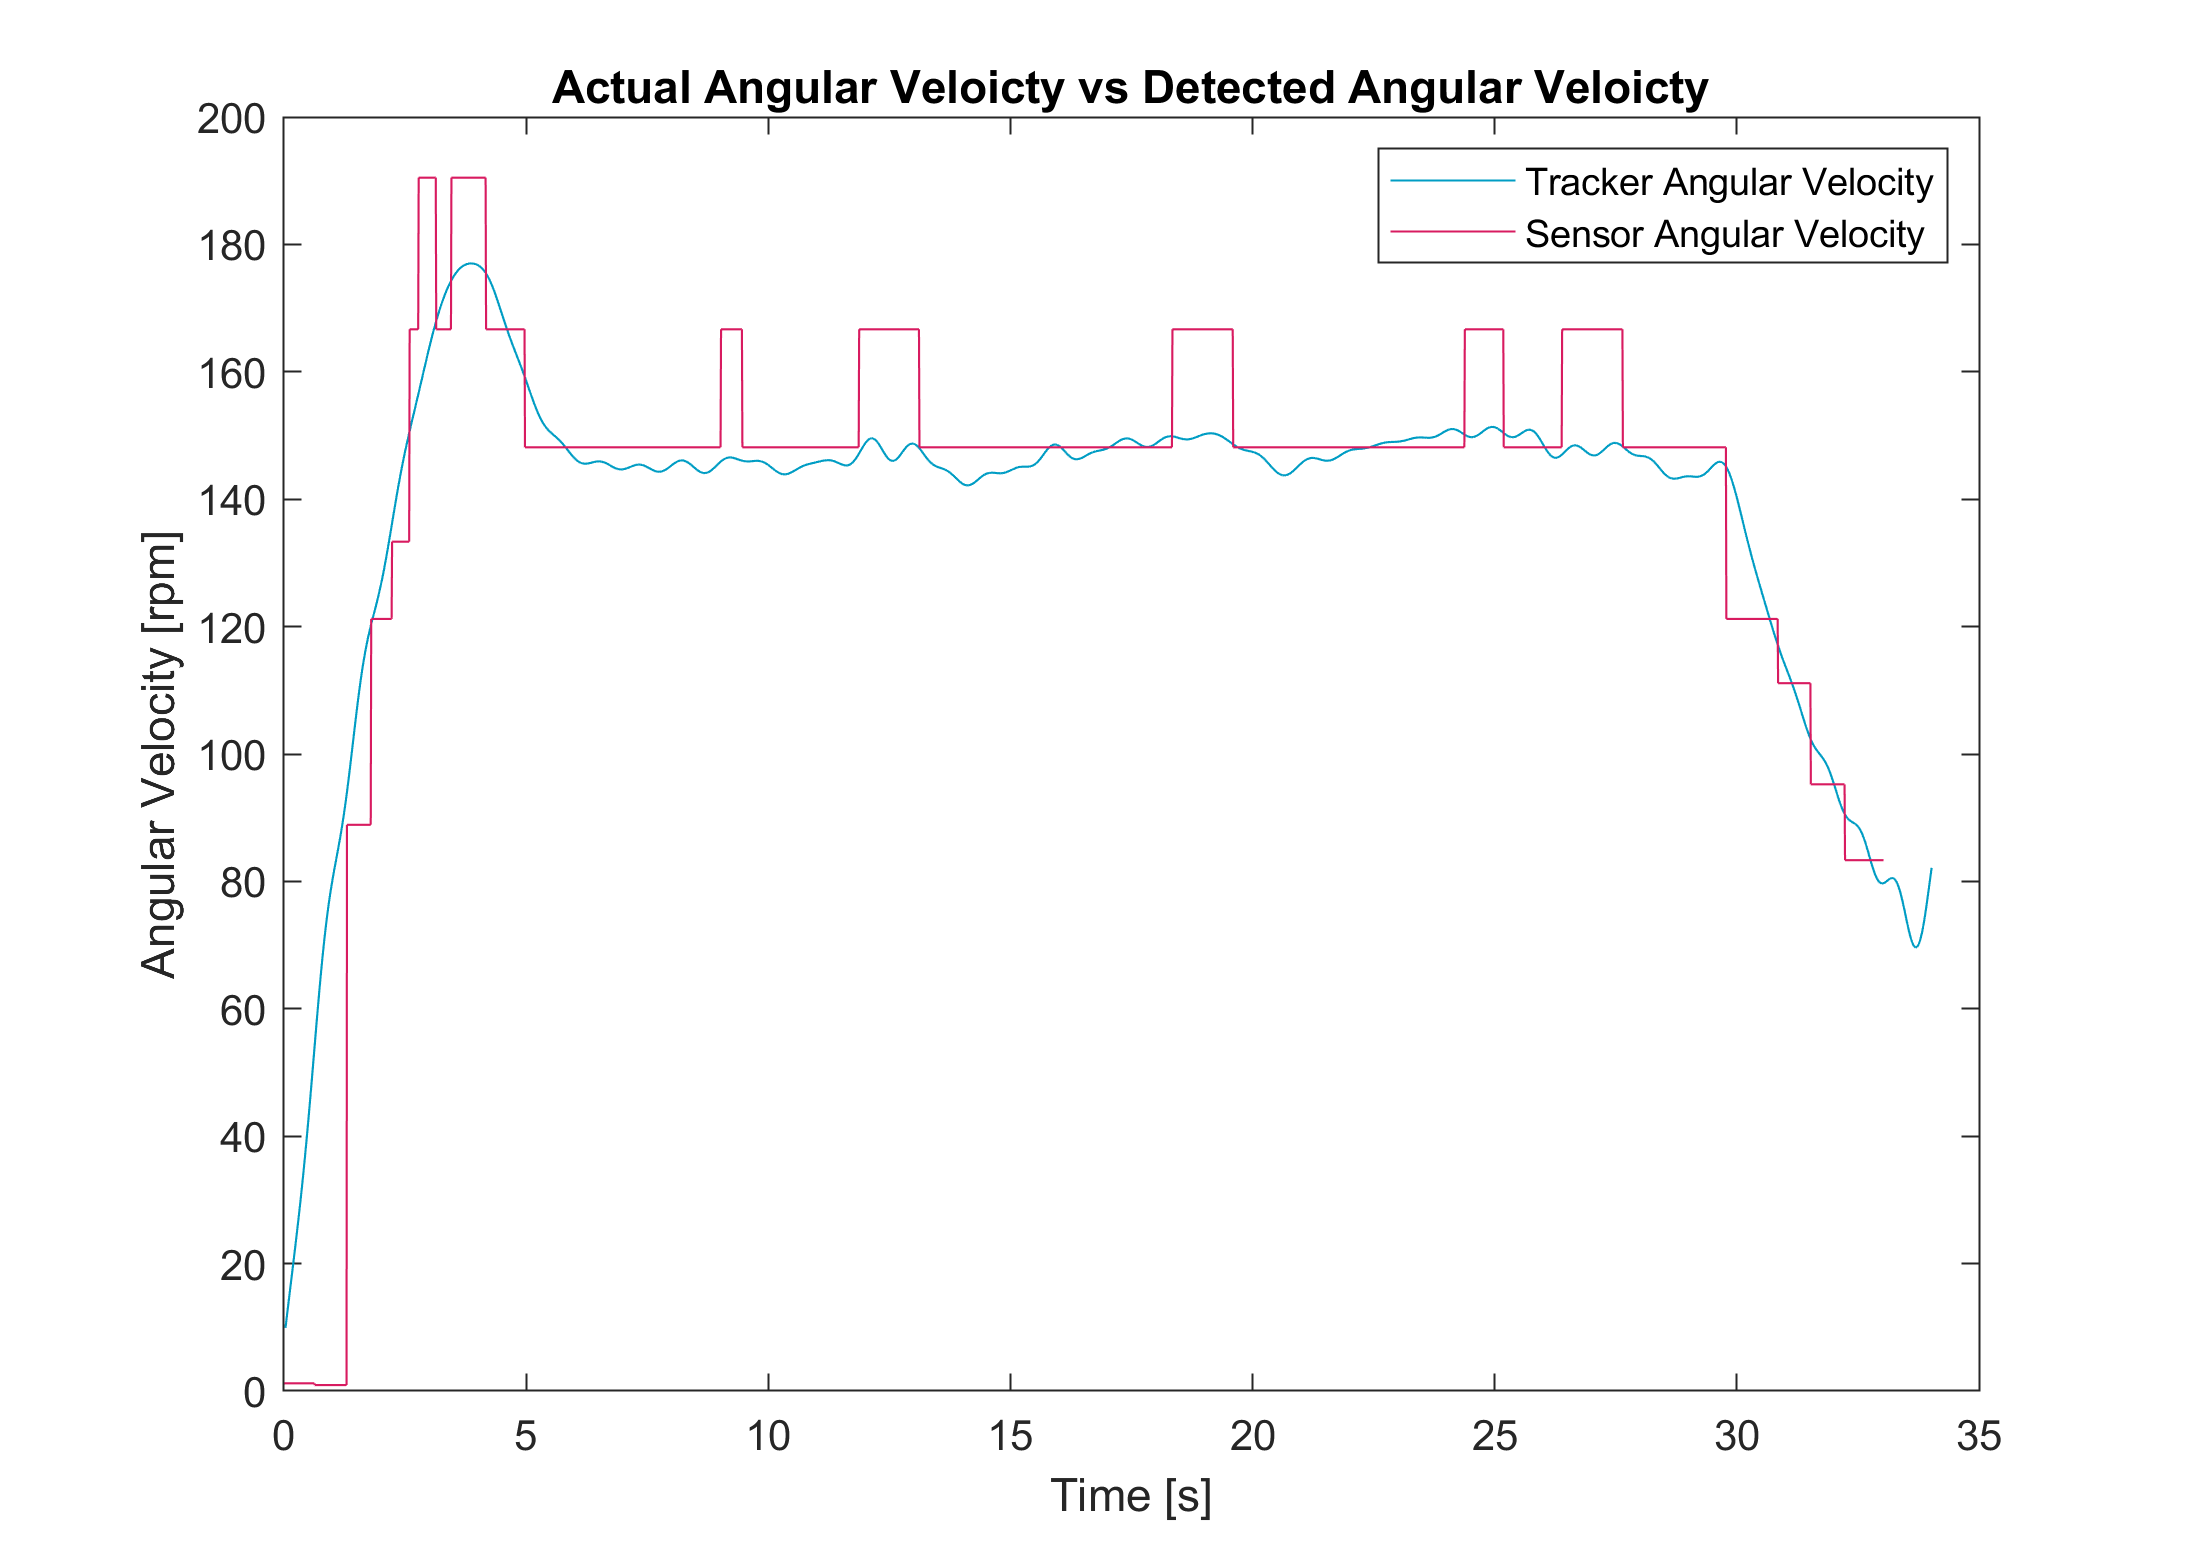 Actual Angular Veloicty vs Detected Angular Veloicty
200
180
160
140
120
100
80
60
40
20
0
Angular Velocity [rpm]
Tracker Angular Velocity
Sensor Angular Velocity
0 5 10 15 20 25 30 35
Time [s]